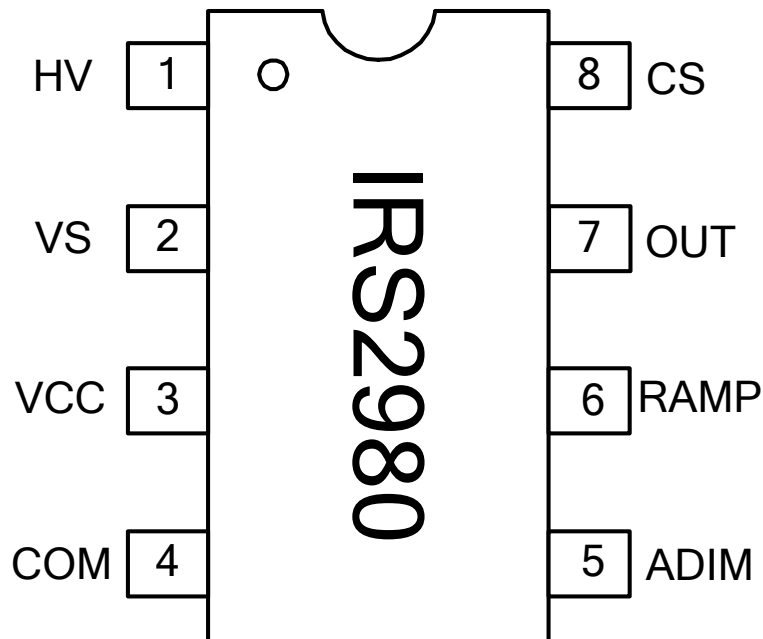 HV 1 8 CS
VS 2 7 OUT
VCC 3 6 RAMP
COM 4 5 ADIM
IRS2980